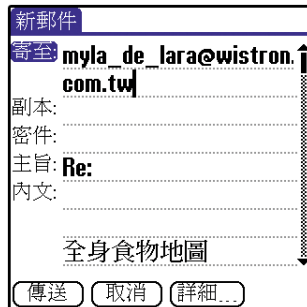 新郵件
寄至: myla_de_lara@wistron.
com.tw
副本:
密件:
主旨: Re:
內文:
全身食物地圖
傳送 取消 詳細...